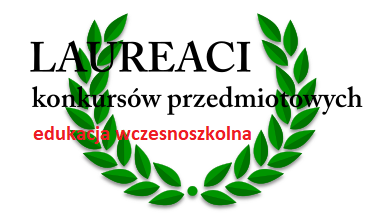 LAUREACI
konkursów przedmiotowych
edukacja wczesnoszkolna